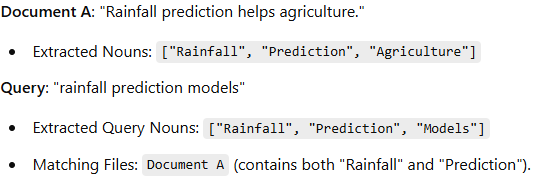 Document A: "Rainfall prediction helps agriculture."
• Extracted Nouns: ["Rainfall", "Prediction", "Agriculture"]
Query: "rainfall prediction models"
• Extracted Query Nouns: ["Rainfall", "Prediction", "Models"]
• Matching Files: Document A (contains both "Rainfall" and "Prediction").